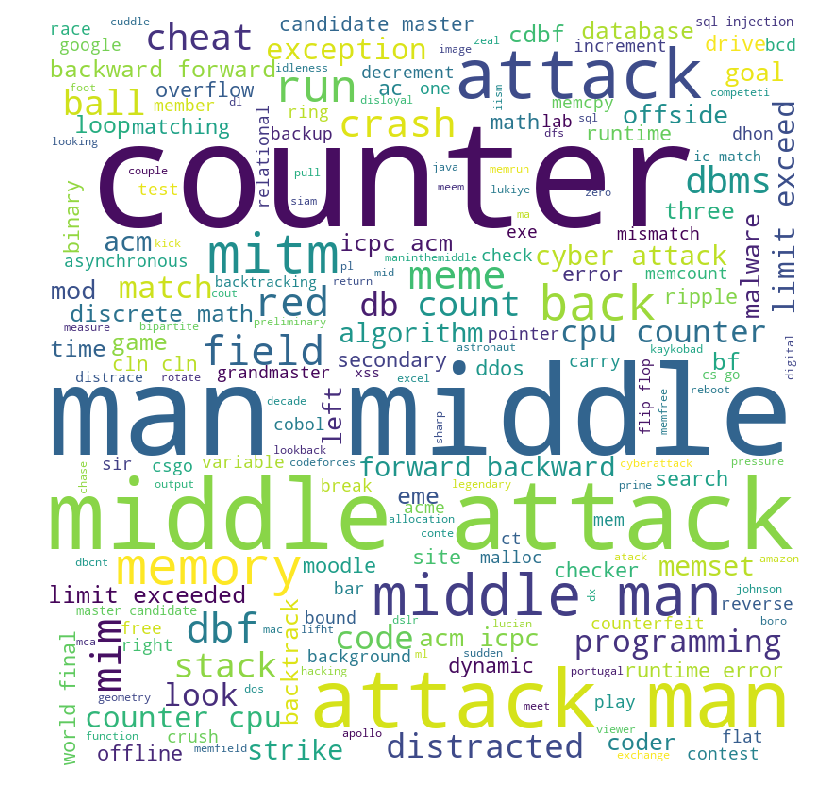 cuddle candidate master zeal sql injection
race cheat google exception image cdbf database increment drive bcd
backward forward idleness run attack goal
foot overflow decrement ac one iism memcpy competeti
ball member dl disloyal offside
loop matching ring crash math lab sql runtime dhon
looking relational backup dfs limit exceed
counter
couple java ic match
test pull meem memrun dbms
binary siam lukiye zero three
acm kick mitm icpc acm ma exe mismatch
asynchronous backtracking pl maninthemiddle check cyber attack malware
mod match cout return mid meme error memcount
discrete math red db count back ripple
measure bipartite preliminary algorithm pointer cpu counter
time game field astronaut kaykobad digital
cln cln secondary ddos carry bf
distrace rotate grandmaster xss excel flip flop cs go
man middle
decade left sharp memfree reboot
cobol lookback
chase sir csgo variable codeforces forward backward cyberattack pressure
output break legendary prime search
middle attack
acme eme mem
allocation conte
dbcnt memory moodle site ct malloc atack amazon
limit exceeded bar checker memset
master candidate middle man dx johnson reverse
mca mim free dbf mac lifht bound dslr lucian counterfeit boro
right backtrack code acm icpc programming
world final stack background ml sudden
geometry dos look hacking dynamic portugal runtime error
counter cpu attack man meet play
function crush apollo viewer
offline strike distracted coder flat
exchange contest